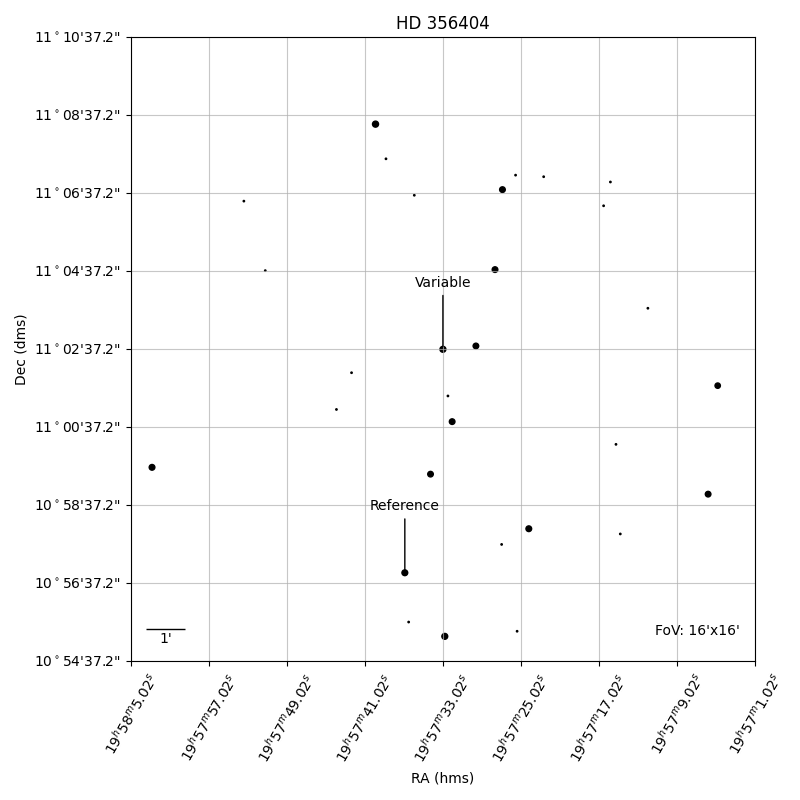 HD 356404
11°10'37.2"
11°08'37.2"
11°06'37.2"
11°04'37.2"
11°02'37.2"
11°00'37.2"
10°58'37.2"
10°56'37.2"
10°54'37.2"
Dec (dms)
Variable
Reference
1'
FoV: 16'x16'
19ʰ58ᵐ5.02ˢ
19ʰ57ᵐ57.02ˢ
19ʰ57ᵐ49.02ˢ
19ʰ57ᵐ41.02ˢ
19ʰ57ᵐ33.02ˢ
19ʰ57ᵐ25.02ˢ
19ʰ57ᵐ17.02ˢ
19ʰ57ᵐ9.02ˢ
19ʰ57ᵐ1.02ˢ
RA (hms)